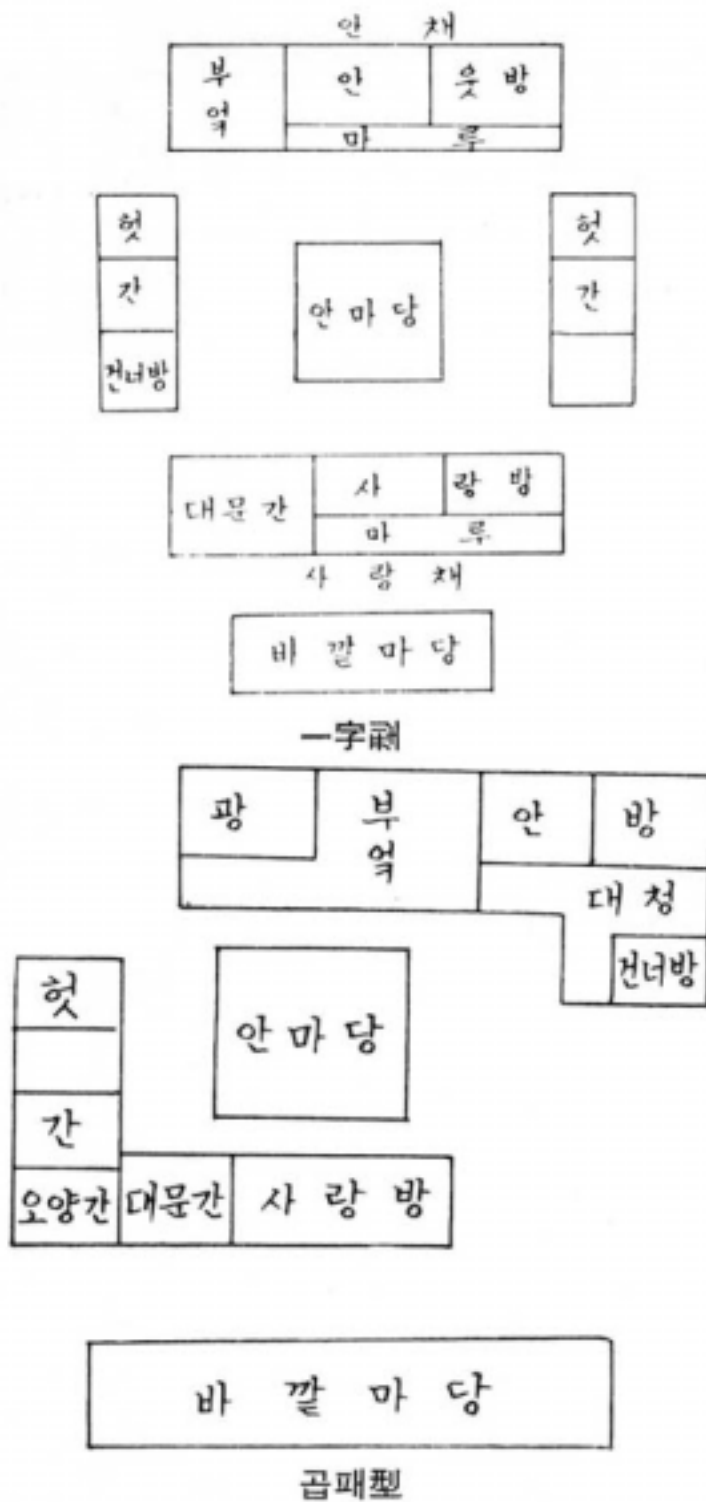 안 채
부엌 안 웃방
마 루
헛
간
건너방
안마당
헛
간
대문간 사 랑 방
마 루
사 랑 채
바 깥 마 당
一字型
광 부엌 안 방
대 청
건너방
헛
간
안마당
오양간 대문간 사 랑 방
바 깥 마 당
곱패型